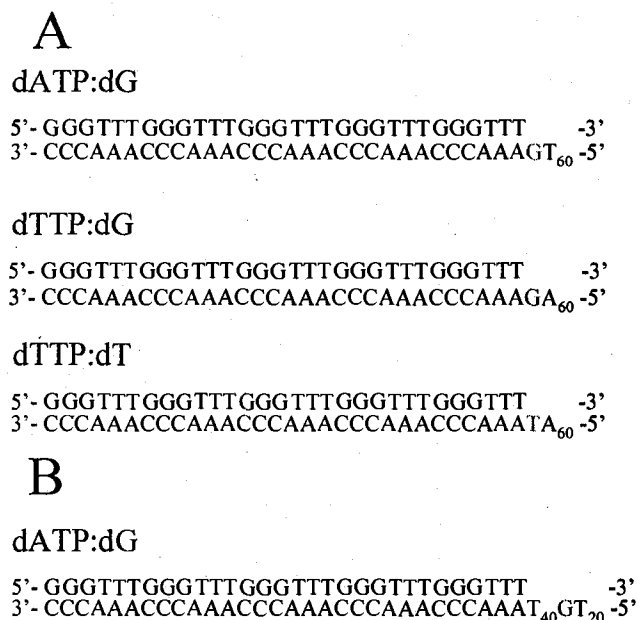 A
dATP:dG
5'- GGGTTTGGGTTTGGGTTTGGGTTTGGGTTT -3'
3'- CCCAAACCCAAACCCAAACCCAAACCCAAAGT60 -5'
dTTP:dG
5'- GGGTTTGGGTTTGGGTTTGGGTTTGGGTTT -3'
3'- CCCAAACCCAAACCCAAACCCAAACCCAAAGA60 -5'
dTTP:dT
5'- GGGTTTGGGTTTGGGTTTGGGTTTGGGTTT -3'
3'- CCCAAACCCAAACCCAAACCCAAACCCAAATA60 -5'
B
dATP:dG
5'- GGGTTTGGGTTTGGGTTTGGGTTTGGGTTT -3'
3'- CCCAAACCCAAACCCAAACCCAAACCCAAAT40GT20 -5'